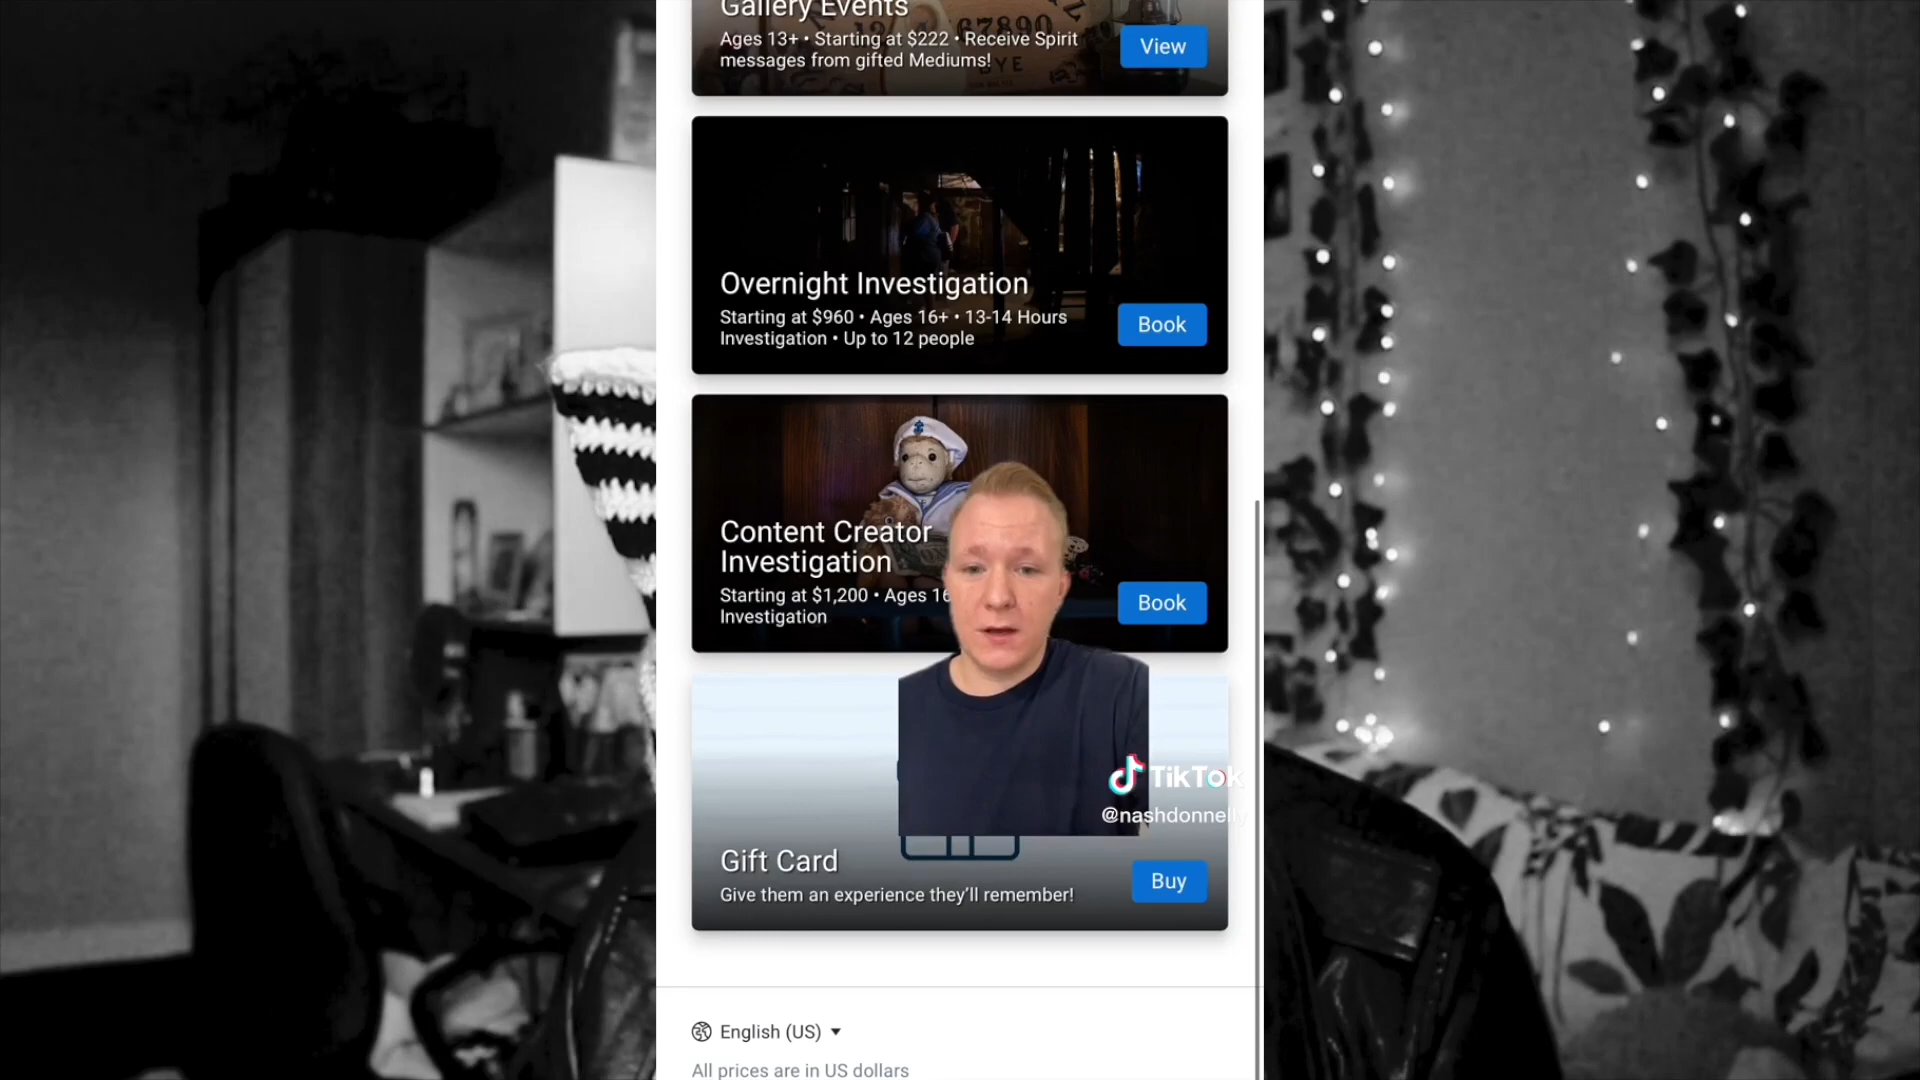 Gallery Events
Ages 13+ • Starting at $222 • Receive Spirit
messages from gifted Mediums!
View
67890
BYE
Overnight Investigation
Starting at $960 • Ages 16+ • 13-14 Hours
Investigation • Up to 12 people
Book
Content Creator
Investigation
Starting at $1,200 • Ages 16
Investigation
Book
TikTok
@nashdonnelly
Gift Card
Give them an experience they'll remember!
Buy
English (US)
All prices are in US dollars